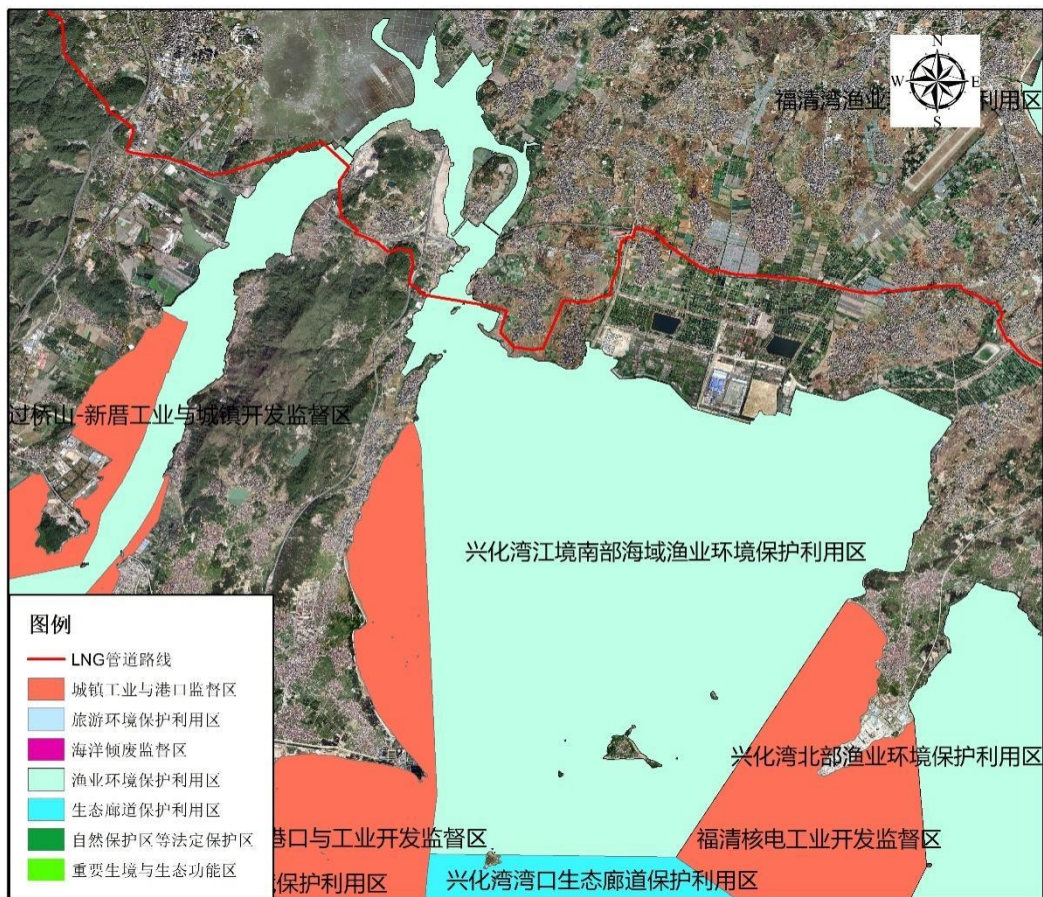 N
W
E
S
福清湾渔业
利用区
过桥山-新厝工业与城镇开发监督区
兴化湾江境南部海域渔业环境保护利用区
兴化湾北部渔业环境保护利用区
港口与工业开发监督区
福清核电工业开发监督区
保护利用区
兴化湾湾口生态廊道保护利用区
图例
LNG管道路线
城镇工业与港口监督区
旅游环境保护利用区
海洋倾废监督区
渔业环境保护利用区
生态廊道保护利用区
自然保护区等法定保护区
重要生境与生态功能区